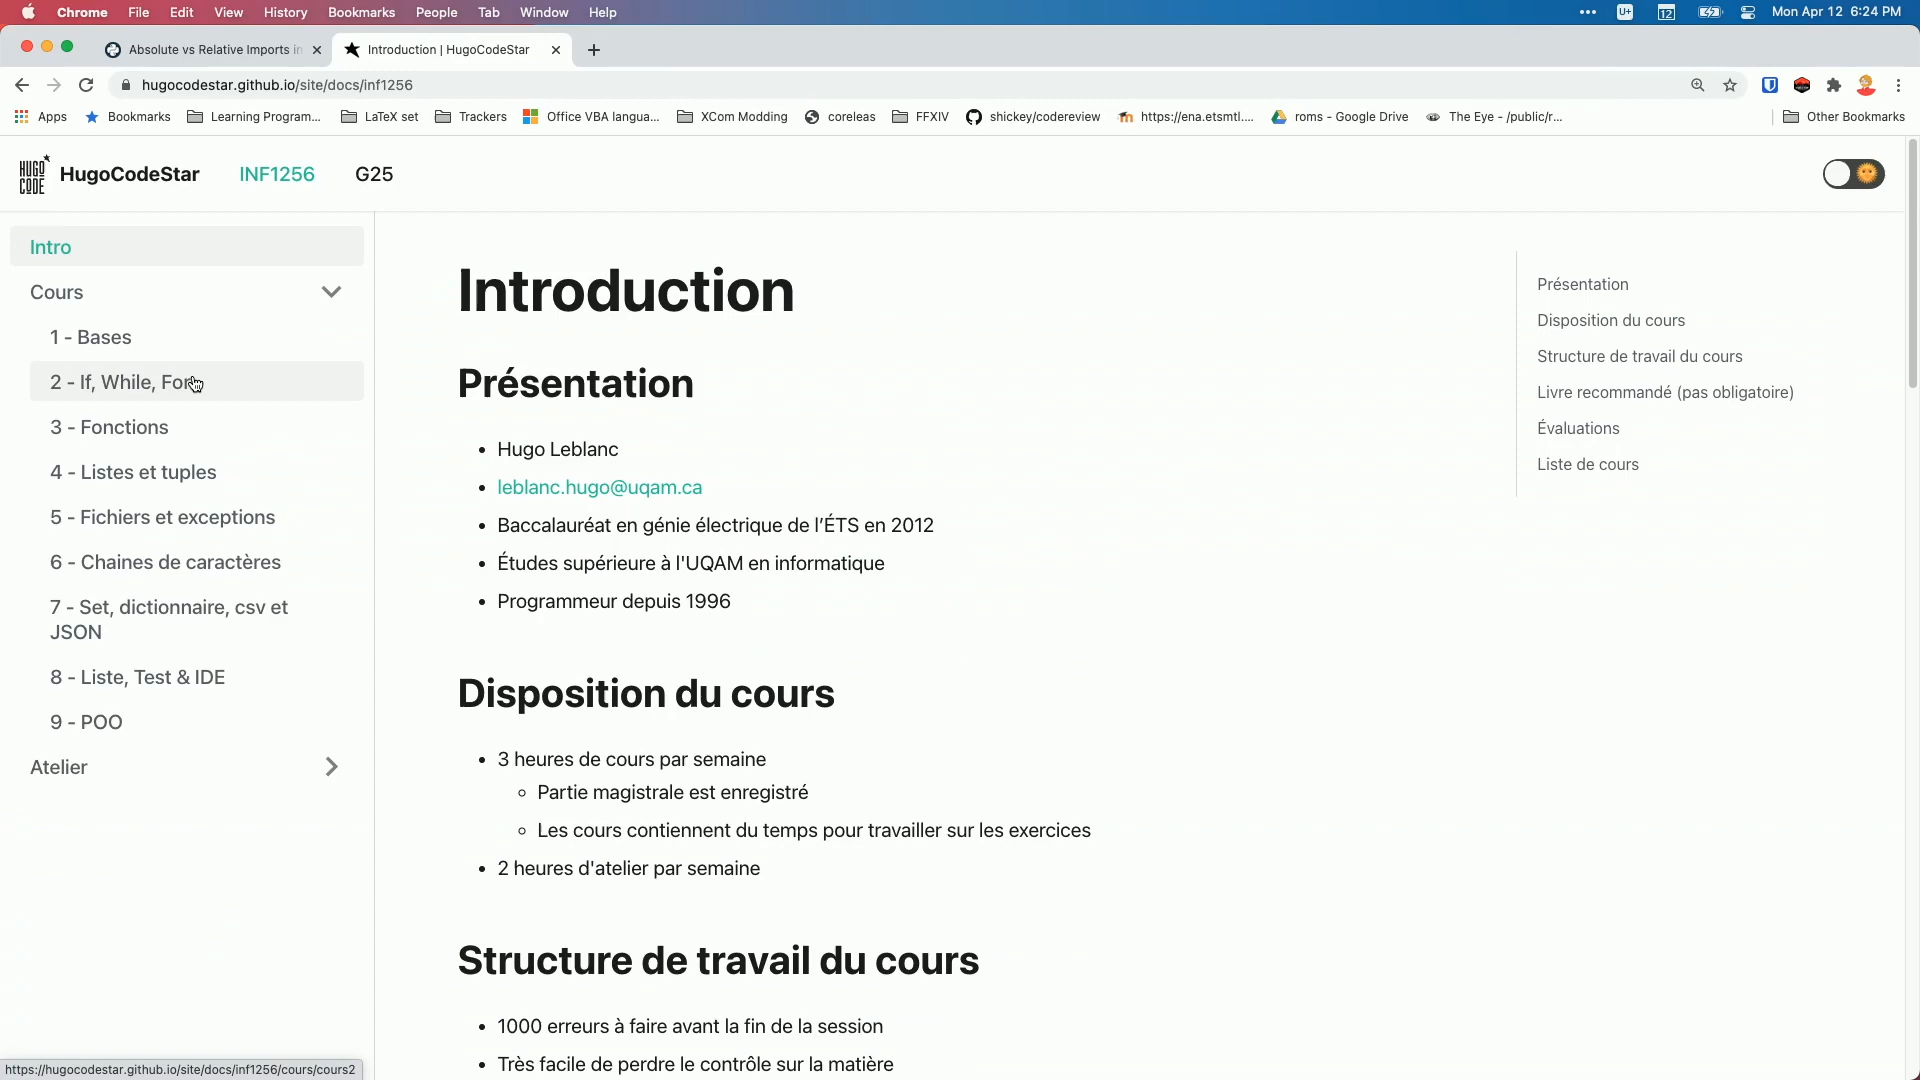 Chrome File Edit View History Bookmarks People Tab Window Help
U+ 12 Mon Apr 12 6:24 PM
Absolute vs Relative Imports in
Introduction | HugoCodeStar
hugocodestar.github.io/site/docs/inf1256
Apps Bookmarks Learning Program... LaTeX set Trackers Office VBA langua... XCom Modding coreleas FFXIV shickey/codereview https://ena.etsmtl.... roms - Google Drive The Eye - /public/r... Other Bookmarks
HUGO CODE
HugoCodeStar INF1256 G25
Intro
Cours
1 - Bases
2 - If, While, For
3 - Fonctions
4 - Listes et tuples
5 - Fichiers et exceptions
6 - Chaines de caractères
7 - Set, dictionnaire, csv et
JSON
8 - Liste, Test & IDE
9 - POO
Atelier
Introduction
Présentation
• Hugo Leblanc
• leblanc.hugo@uqam.ca
• Baccalauréat en génie électrique de l'ÉTS en 2012
• Études supérieure à l'UQAM en informatique
• Programmeur depuis 1996
Disposition du cours
• 3 heures de cours par semaine
◦ Partie magistrale est enregistré
◦ Les cours contiennent du temps pour travailler sur les exercices
• 2 heures d'atelier par semaine
Structure de travail du cours
• 1000 erreurs à faire avant la fin de la session
• Très facile de perdre le contrôle sur la matière
Présentation
Disposition du cours
Structure de travail du cours
Livre recommandé (pas obligatoire)
Évaluations
Liste de cours
https://hugocodestar.github.io/site/docs/inf1256/cours/cours2